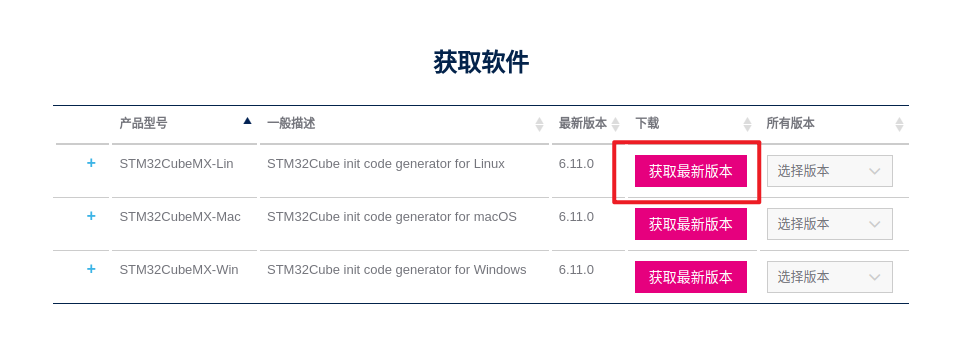 获取软件
产品型号 一般描述 最新版本 下载 所有版本
+ STM32CubeMX-Lin STM32Cube init code generator for Linux 6.11.0 获取最新版本 选择版本
+ STM32CubeMX-Mac STM32Cube init code generator for macOS 6.11.0 获取最新版本 选择版本
+ STM32CubeMX-Win STM32Cube init code generator for Windows 6.11.0 获取最新版本 选择版本